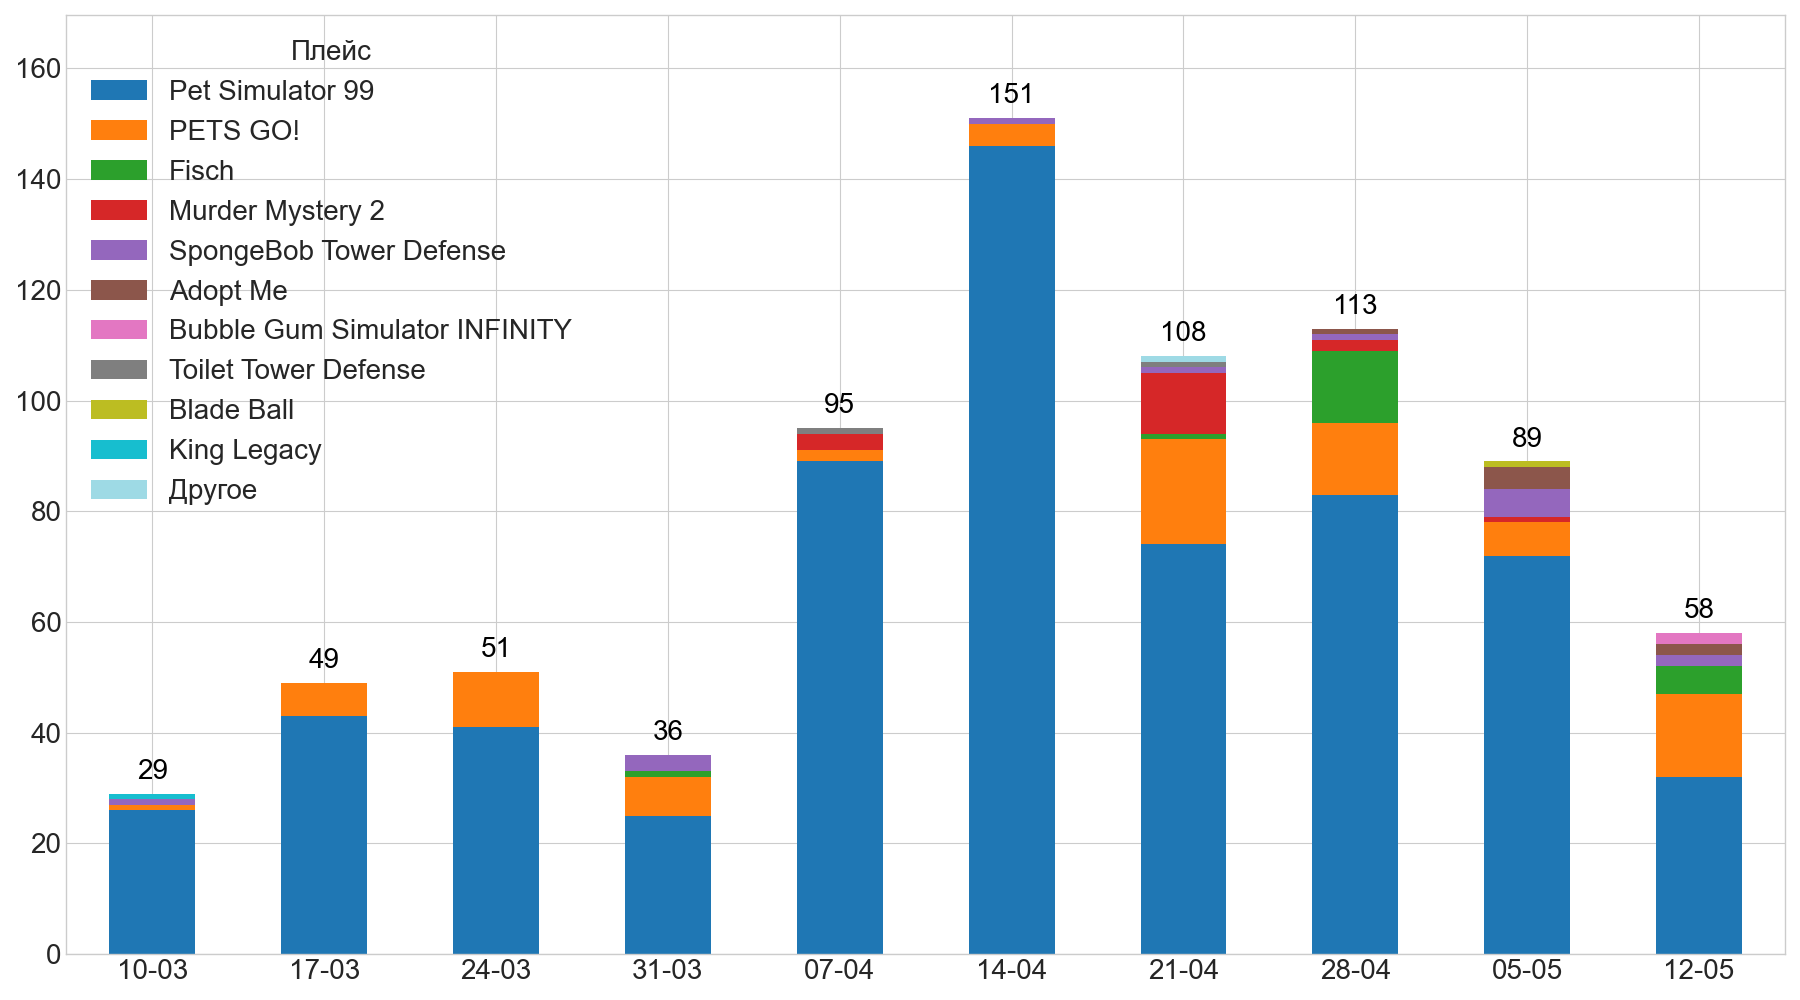 Плейс
Pet Simulator 99
PETS GO!
Fisch
Murder Mystery 2
SpongeBob Tower Defense
Adopt Me
Bubble Gum Simulator INFINITY
Toilet Tower Defense
Blade Ball
King Legacy
Другое
160
140
120
100
80
60
40
20
0
29
49
51
36
95
151
108
113
89
58
10-03
17-03
24-03
31-03
07-04
14-04
21-04
28-04
05-05
12-05